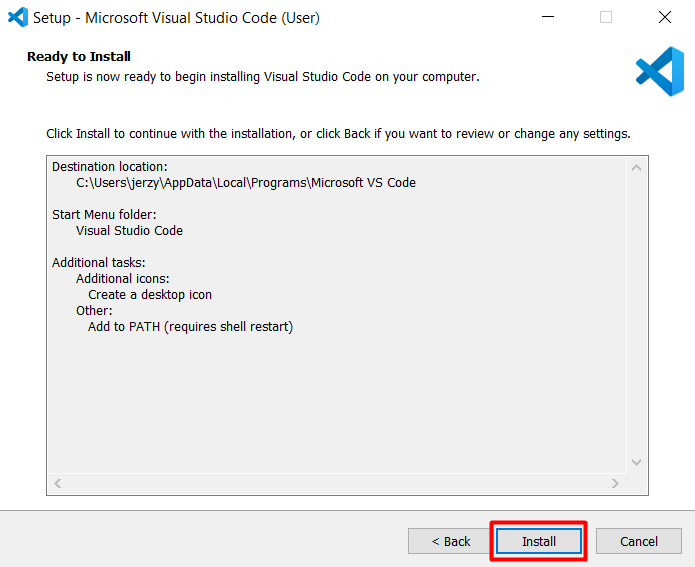 Setup - Microsoft Visual Studio Code (User)
Ready to Install
Setup is now ready to begin installing Visual Studio Code on your computer.
Click Install to continue with the installation, or click Back if you want to review or change any settings.
Destination location:
C:\Users\jerzy\AppData\Local\Programs\Microsoft VS Code
Start Menu folder:
Visual Studio Code
Additional tasks:
Additional icons:
Create a desktop icon
Other:
Add to PATH (requires shell restart)
< Back Install Cancel